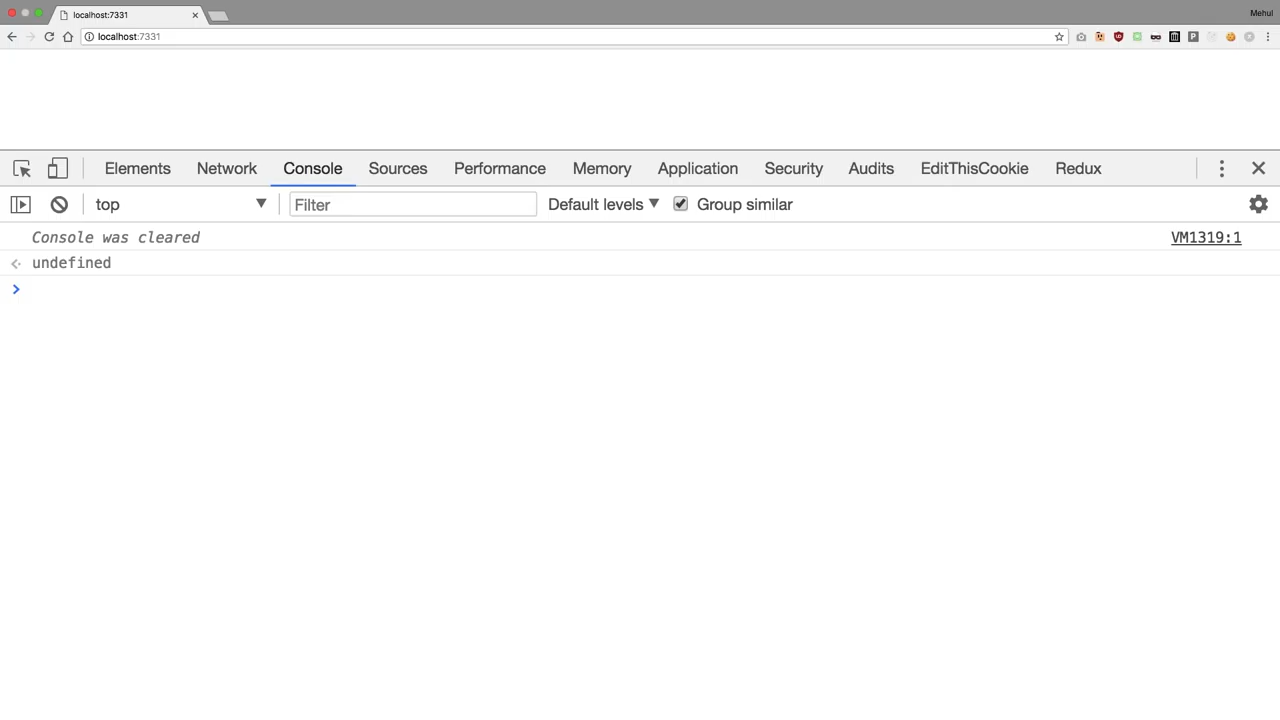 localhost:7331
Mehul
localhost:7331
Elements Network Console Sources Performance Memory Application Security Audits EditThisCookie Redux
top Filter Default levels Group similar
Console was cleared VM1319:1
undefined